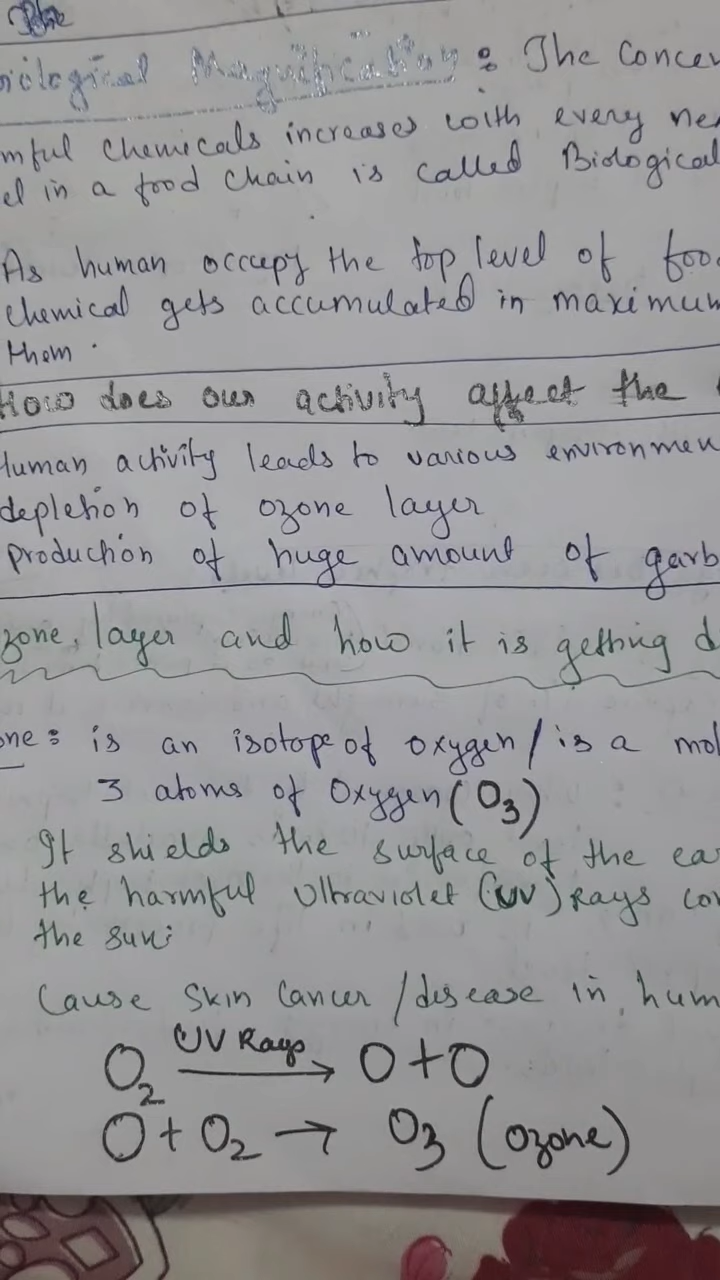 iological Magnification : The Concen
mful chemicals increases with every ne
el in a food chain is called Biological
As human occupy the top level of foo
chemical gets accumulated in maximum
them.
How does our activity affect the
Human activity leads to various environmen
depletion of ozone layer
production of huge amount of garb
zone layer and how it is getting d
one: is an isotope of oxygen / is a mol
3 atoms of Oxygen (O3)
It shields the surface of the ea
the harmful Ultraviolet (UV) Rays co
the sun:
Cause Skin Cancer / disease in hum
O2 UV Rays → O + O
O + O2 → O3 (Ozone)